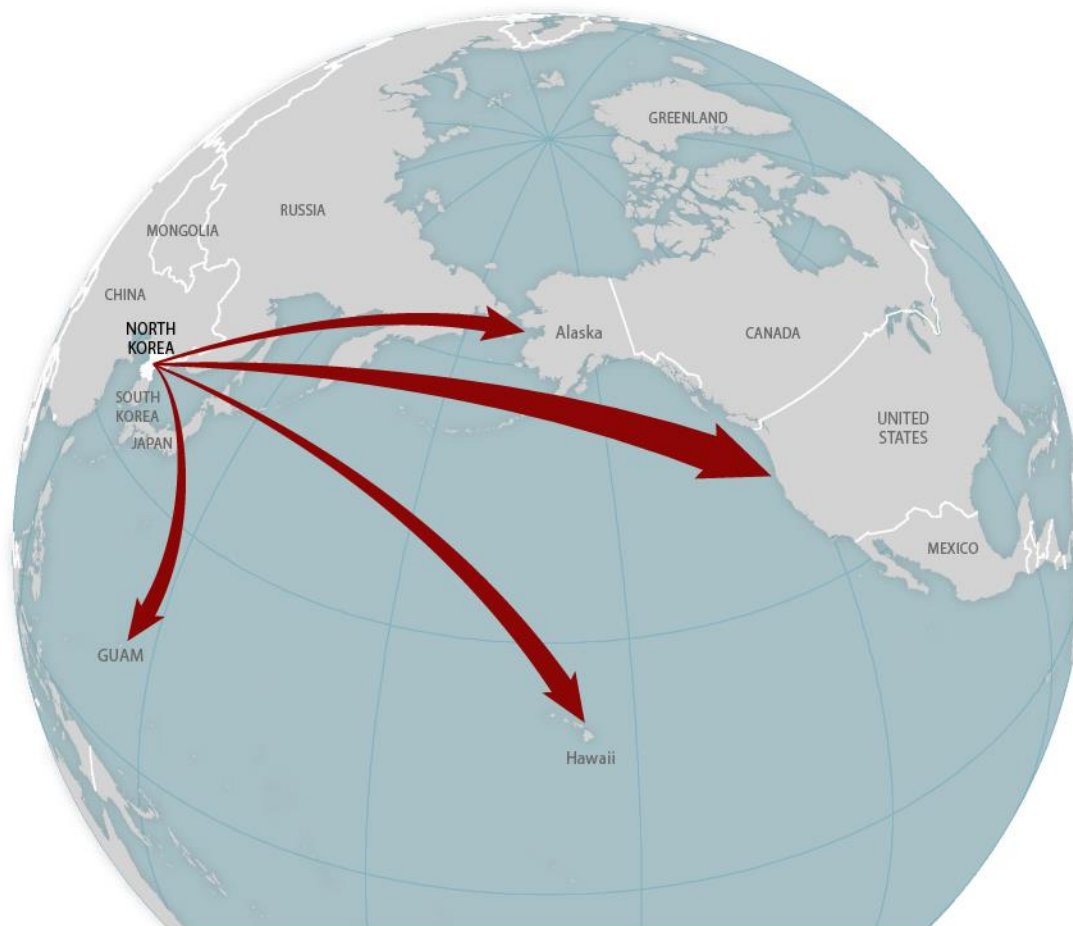 GREENLAND
RUSSIA
MONGOLIA
CHINA
NORTH
KOREA
Alaska
CANADA
SOUTH
KOREA
JAPAN
UNITED
STATES
MEXICO
GUAM
Hawaii